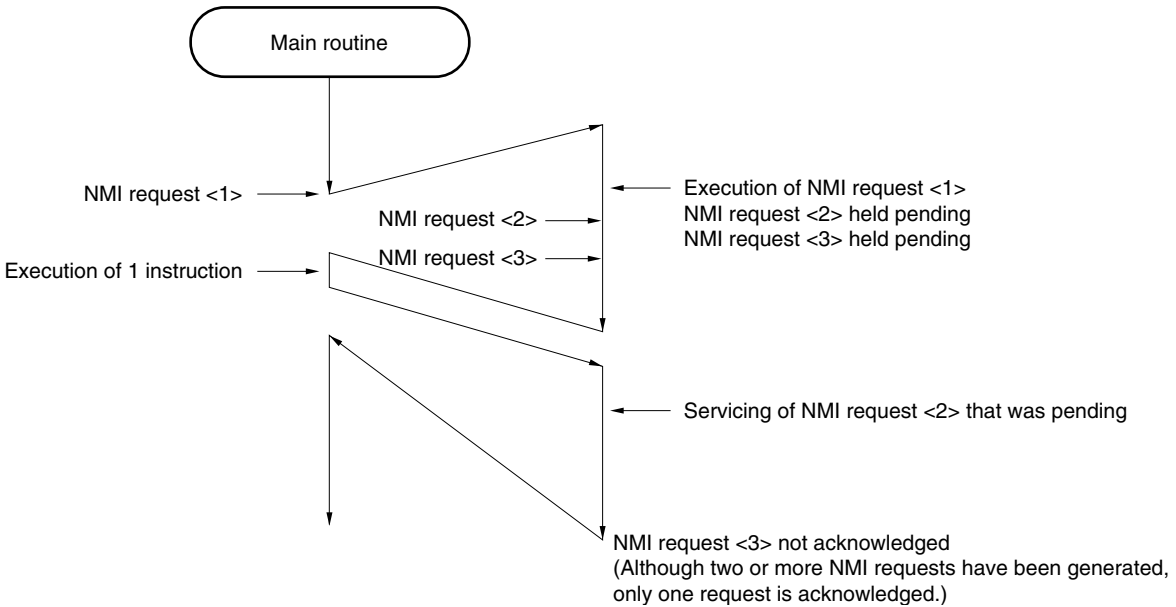 Main routine
NMI request <1>
Execution of NMI request <1>
NMI request <2> held pending
NMI request <3> held pending
NMI request <2>
NMI request <3>
Execution of 1 instruction
Servicing of NMI request <2> that was pending
NMI request <3> not acknowledged
(Although two or more NMI requests have been generated,
only one request is acknowledged.)